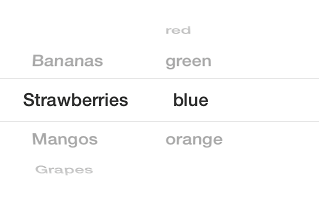 red
Bananas green
Strawberries blue
Mangos orange
Grapes